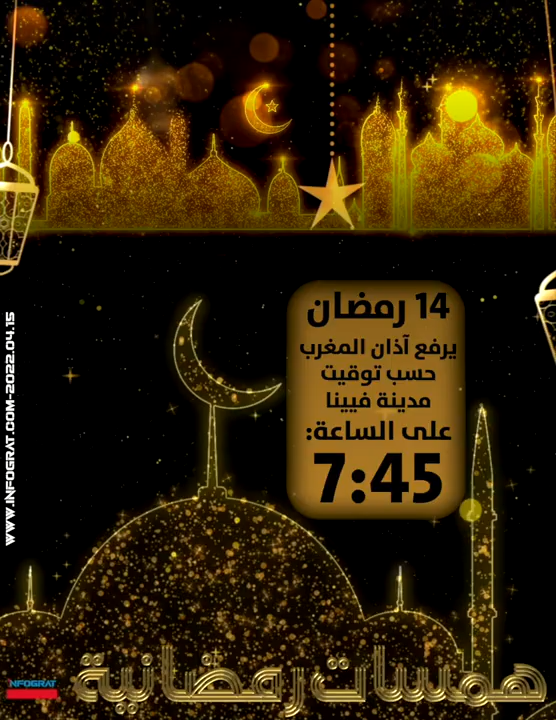 14 رمضان
يرفع آذان المغرب
حسب توقيت
مدينة فيينا
على الساعة:
7:45
WWW.INFOGRAT.COM-2022.04.15
INFOGRAT
همسات رمضانية